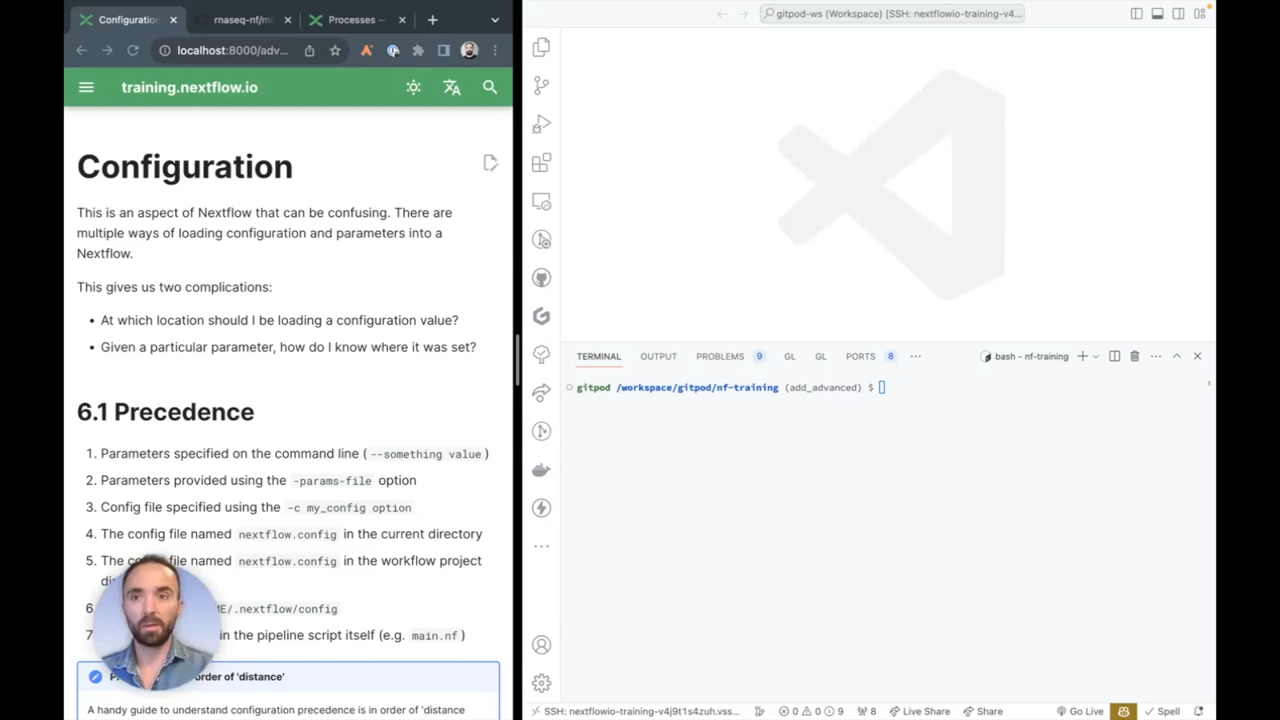 Configuration
rnaseq-nf/m
Processes –
gitpod-ws (Workspace) [SSH: nextflowio-training-v4...
localhost:8000/adv...
training.nextflow.io
Configuration
This is an aspect of Nextflow that can be confusing. There are
multiple ways of loading configuration and parameters into a
Nextflow.
This gives us two complications:
• At which location should I be loading a configuration value?
• Given a particular parameter, how do I know where it was set?
6.1 Precedence
1. Parameters specified on the command line ( --something value )
2. Parameters provided using the -params-file option
3. Config file specified using the -c my_config option
4. The config file named nextflow.config in the current directory
5. The file named nextflow.config in the workflow project
6 /.nextflow/config
7 in the pipeline script itself (e.g. main.nf )
order of 'distance'
A handy guide to understand configuration precedence is in order of 'distance
TERMINAL OUTPUT PROBLEMS 9 GL GL PORTS 8 ... bash - nf-training
gitpod /workspace/gitpod/nf-training (add_advanced) $
SSH: nextflowio-training-v4j9t1s4zuh.vss... 0 0 9 8 Live Share Share Go Live Spell